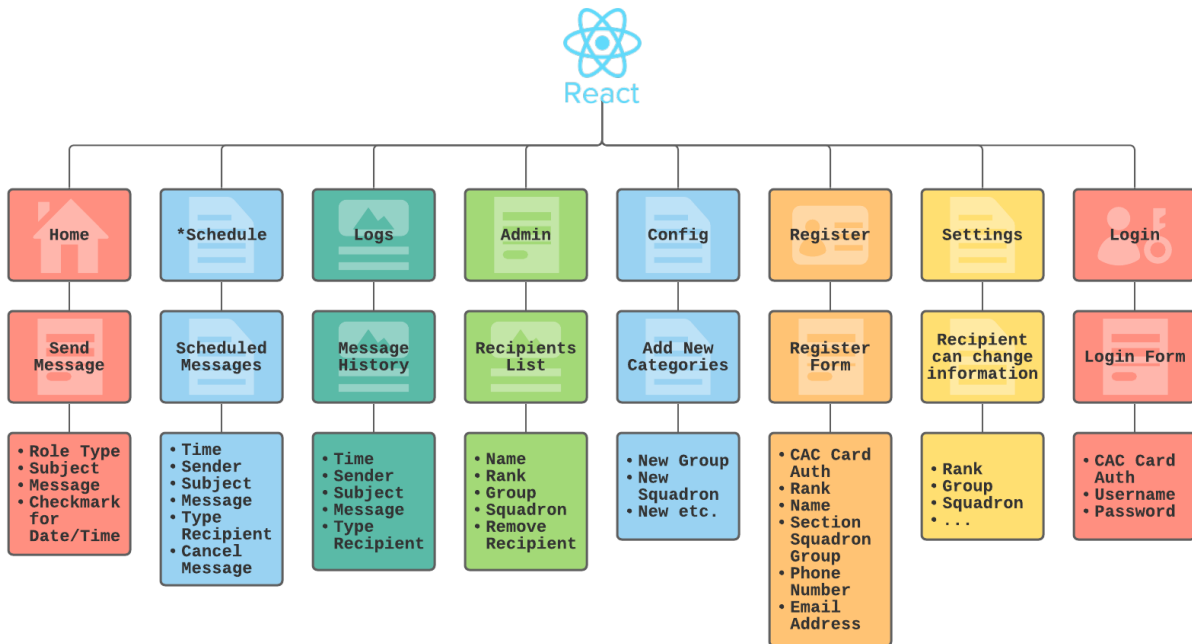 React
Home
*Schedule
Logs
Admin
Config
Register
Settings
Login
Send
Message
Scheduled
Messages
Message
History
Recipients
List
Add New
Categories
Register
Form
Recipient
can change
information
Login Form
• Role Type
• Subject
• Message
• Checkmark
for
Date/Time
• Time
• Sender
• Subject
• Message
• Type
Recipient
• Cancel
Message
• Time
• Sender
• Subject
• Message
• Type
Recipient
• Name
• Rank
• Group
Squadron
• Remove
Recipient
• New Group
• New
Squadron
• New etc.
• CAC Card
Auth
• Rank
• Name
• Section
Squadron
Group
• Phone
Number
• Email
Address
• Rank
• Group
• Squadron
• ...
• CAC Card
Auth
• Username
• Password